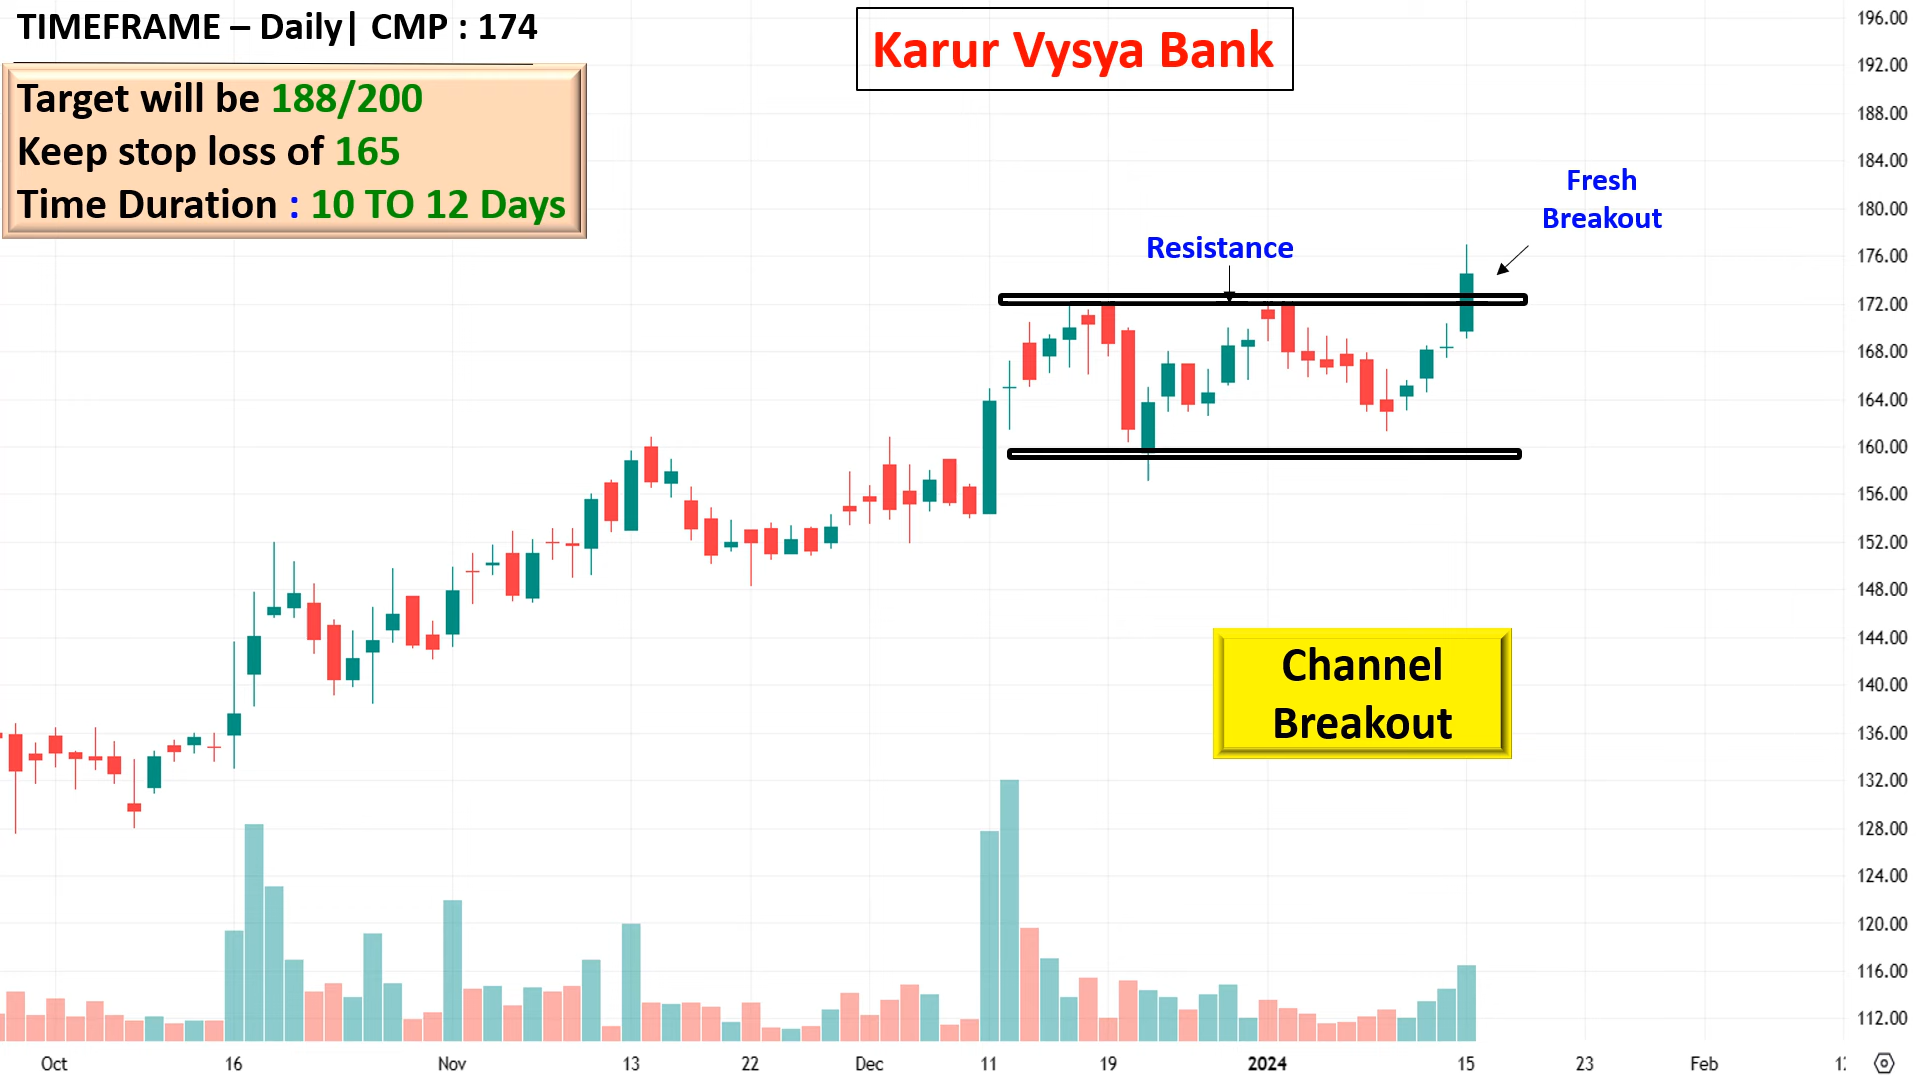 TIMEFRAME – Daily| CMP : 174
Karur Vysya Bank
Target will be 188/200
Keep stop loss of 165
Time Duration : 10 TO 12 Days
Fresh
Breakout
Resistance
Channel
Breakout
196.00
192.00
188.00
184.00
180.00
176.00
172.00
168.00
164.00
160.00
156.00
152.00
148.00
144.00
140.00
136.00
132.00
128.00
124.00
120.00
116.00
112.00
Oct 16 Nov 13 22 Dec 11 19 2024 15 23 Feb